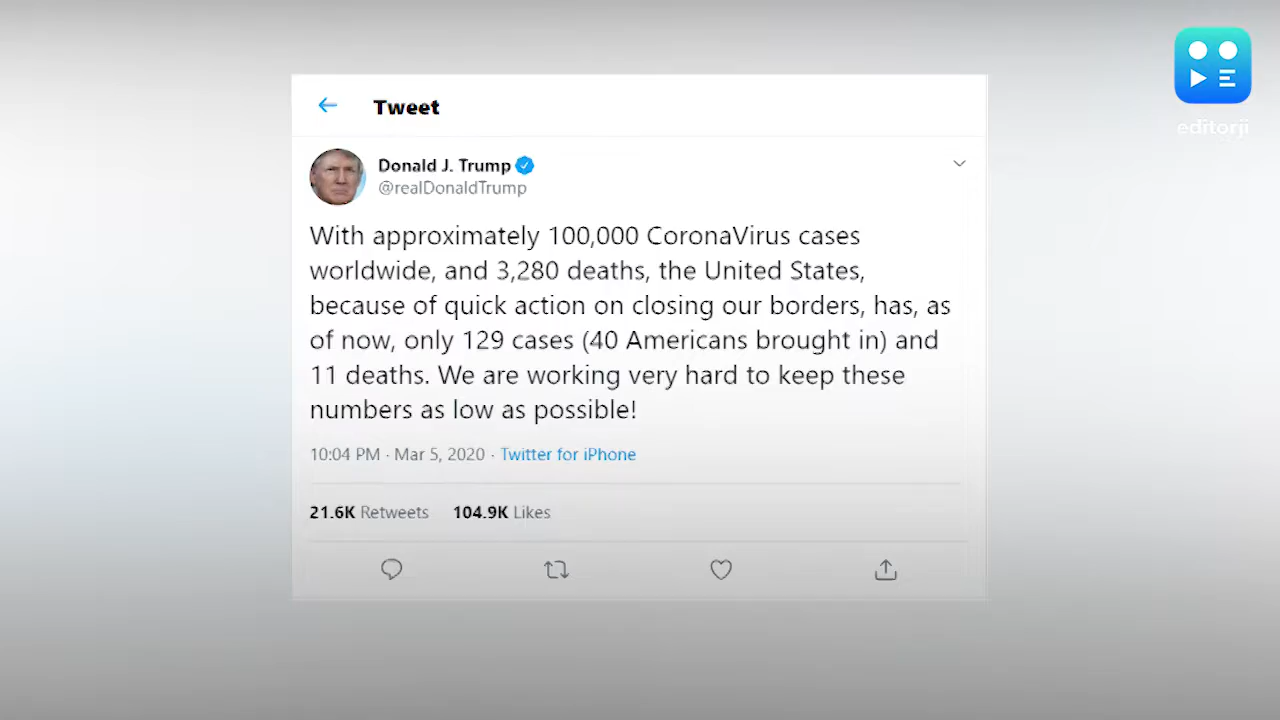 editorji
Tweet
Donald J. Trump
@realDonaldTrump
With approximately 100,000 CoronaVirus cases
worldwide, and 3,280 deaths, the United States,
because of quick action on closing our borders, has, as
of now, only 129 cases (40 Americans brought in) and
11 deaths. We are working very hard to keep these
numbers as low as possible!
10:04 PM · Mar 5, 2020 · Twitter for iPhone
21.6K Retweets 104.9K Likes